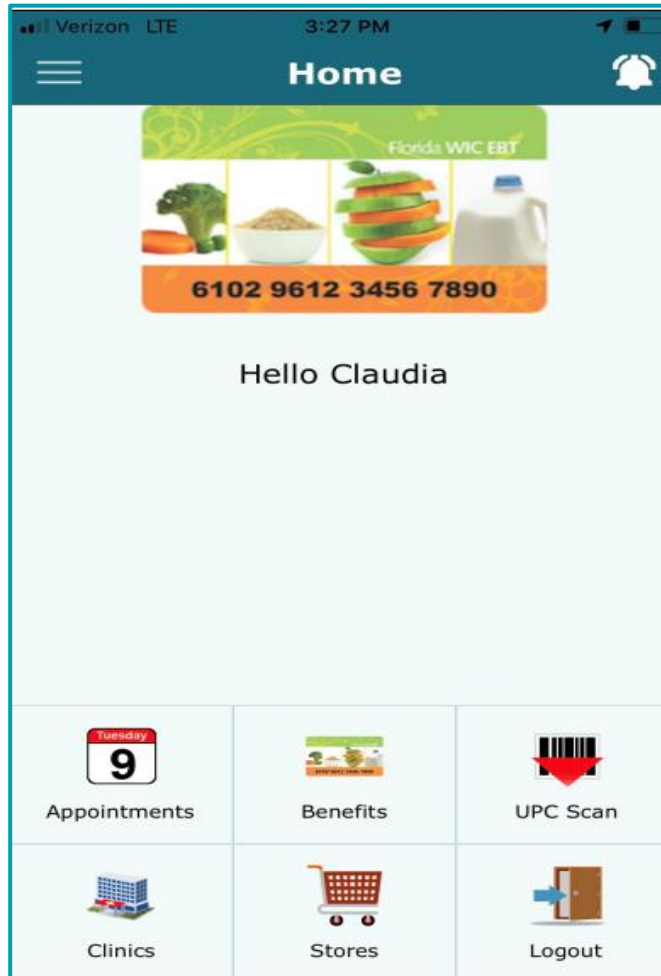 Verizon LTE 3:27 PM
Home
Florida WIC EBT
6102 9612 3456 7890
Hello Claudia
Tuesday
9
Appointments
Benefits
UPC Scan
Clinics
Stores
Logout